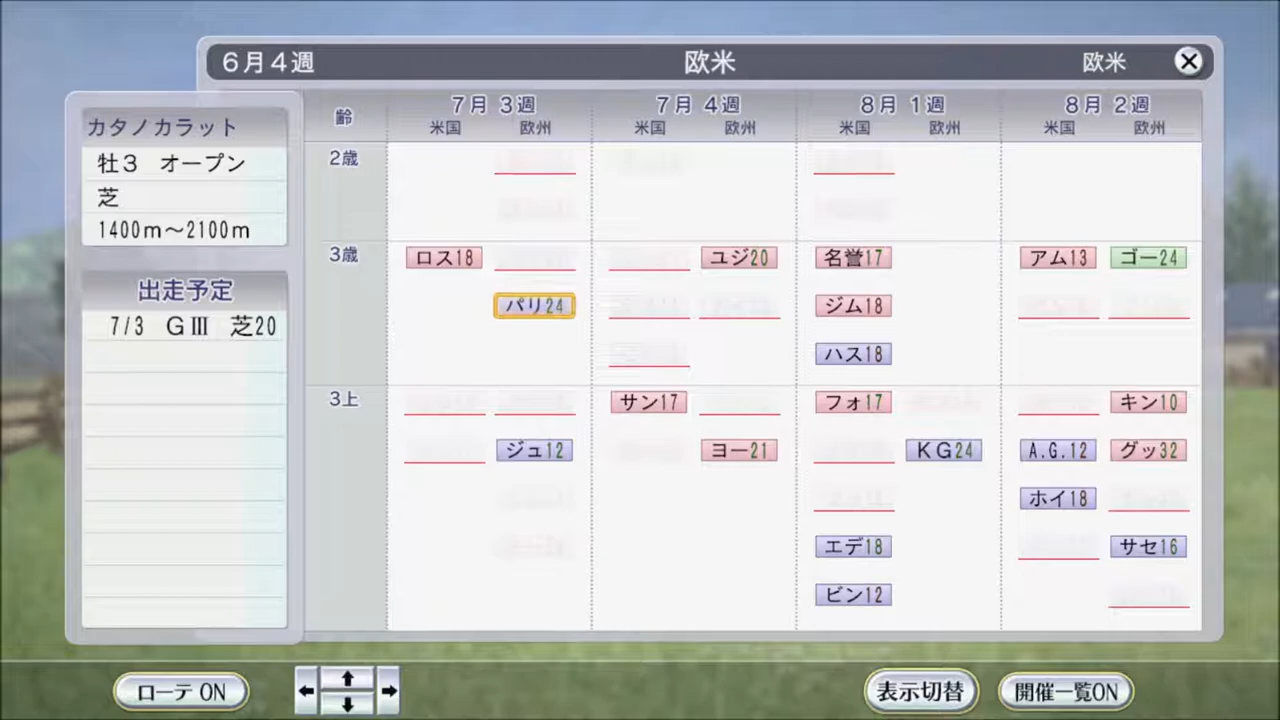 6月4週 欧米 欧米
カタノカラット
牡3 オープン
芝
1400m～2100m
出走予定
7/3 GⅢ 芝20
齢 7月 3週 7月 4週 8月 1週 8月 2週
米国 欧州 米国 欧州 米国 欧州 米国 欧州
2歳
3歳 ロス18 ユジ20 名誉17 アム13 ゴー24
パリ24 ジム18
ハス18
3上 サン17 フォ17 キン10
ジュ12 ヨー21 KG24 A.G.12 グッ32
ホイ18
エデ18 サセ16
ビン12
ローテ ON 表示切替 開催一覧ON